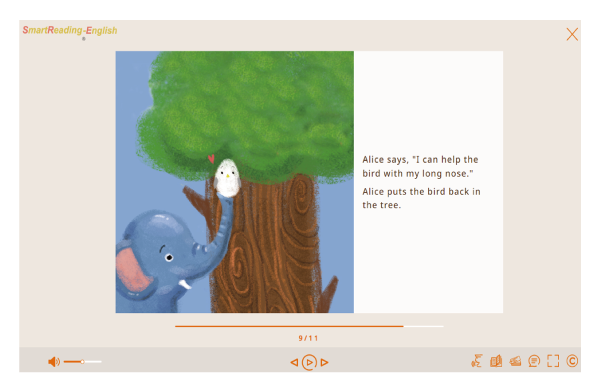 SmartReading-English
Alice says, "I can help the
bird with my long nose."
Alice puts the bird back in
the tree.
9/11
C